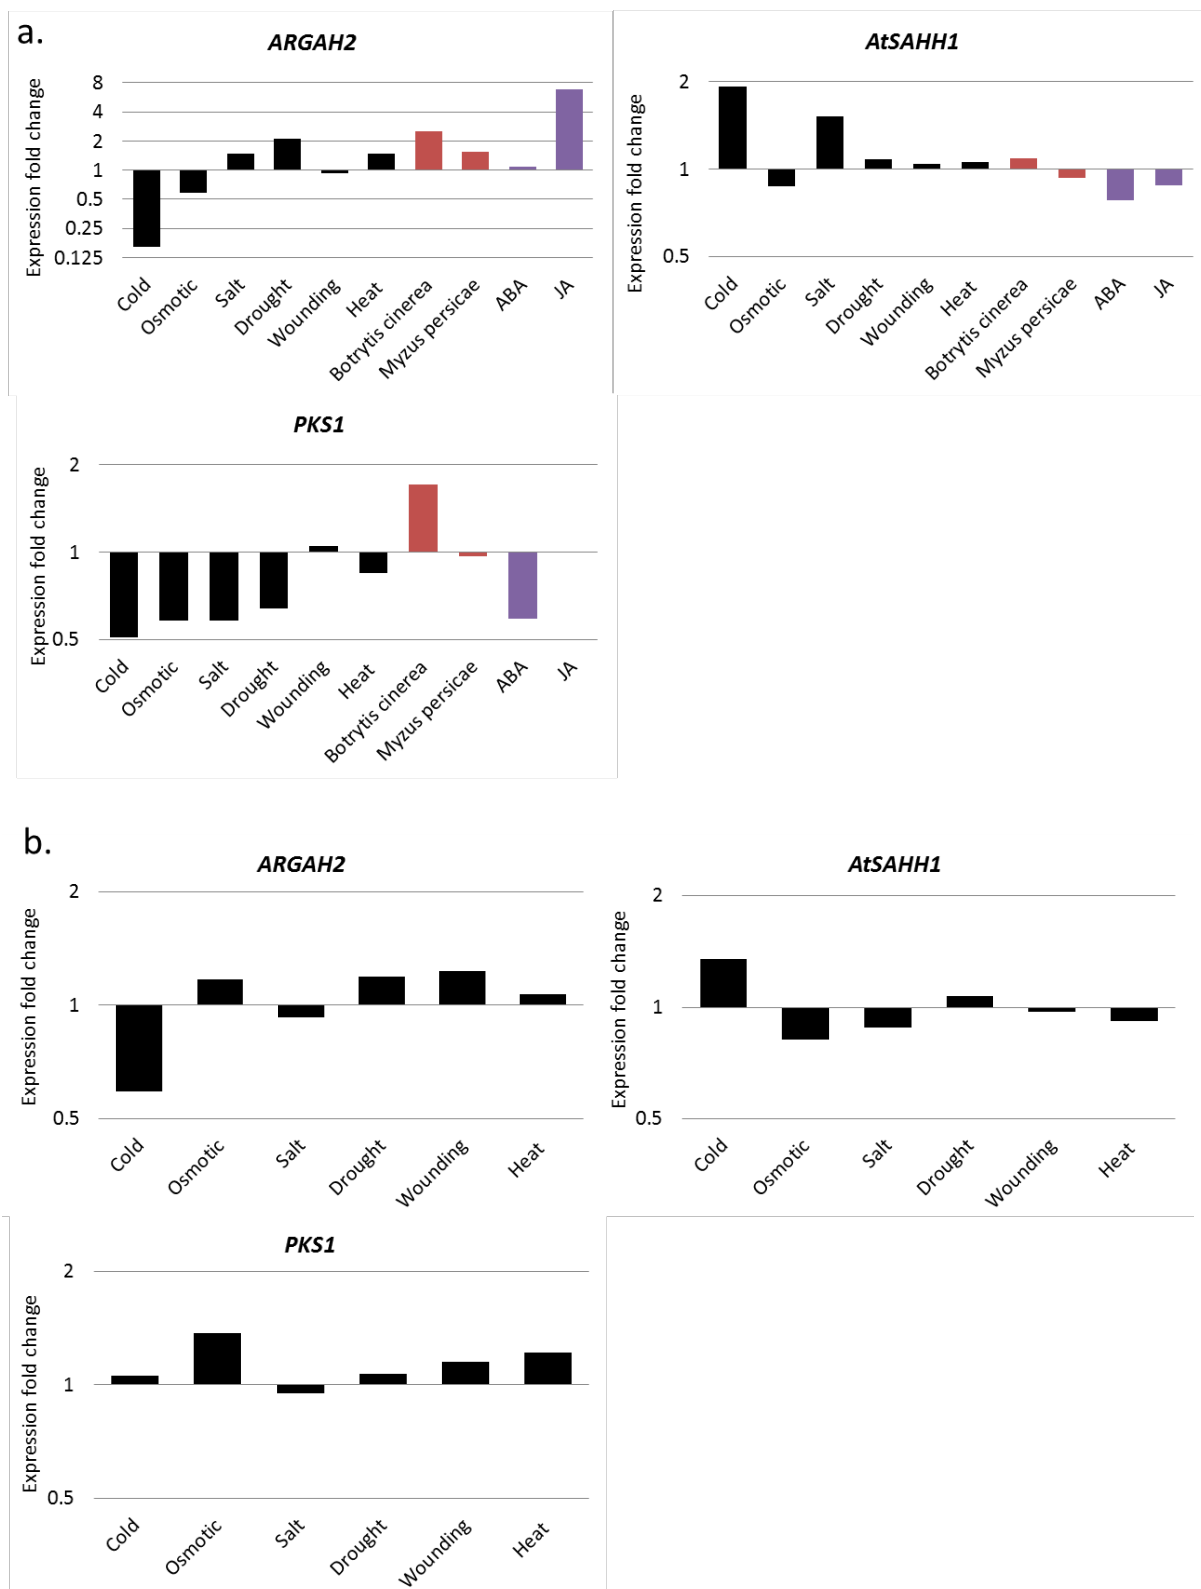 a.
ARGAH2
Expression fold change
8
4
2
1
0.5
0.25
0.125
Cold
Osmotic
Salt
Drought
Wounding
Heat
Botrytis cinerea
Myzus persicae
ABA
JA
AtSAHH1
Expression fold change
2
1
0.5
Cold
Osmotic
Salt
Drought
Wounding
Heat
Botrytis cinerea
Myzus persicae
ABA
JA
PKS1
Expression fold change
2
1
0.5
Cold
Osmotic
Salt
Drought
Wounding
Heat
Botrytis cinerea
Myzus persicae
ABA
JA
b.
ARGAH2
Expression fold change
2
1
0.5
Cold
Osmotic
Salt
Drought
Wounding
Heat
AtSAHH1
Expression fold change
2
1
0.5
Cold
Osmotic
Salt
Drought
Wounding
Heat
PKS1
Expression fold change
2
1
0.5
Cold
Osmotic
Salt
Drought
Wounding
Heat